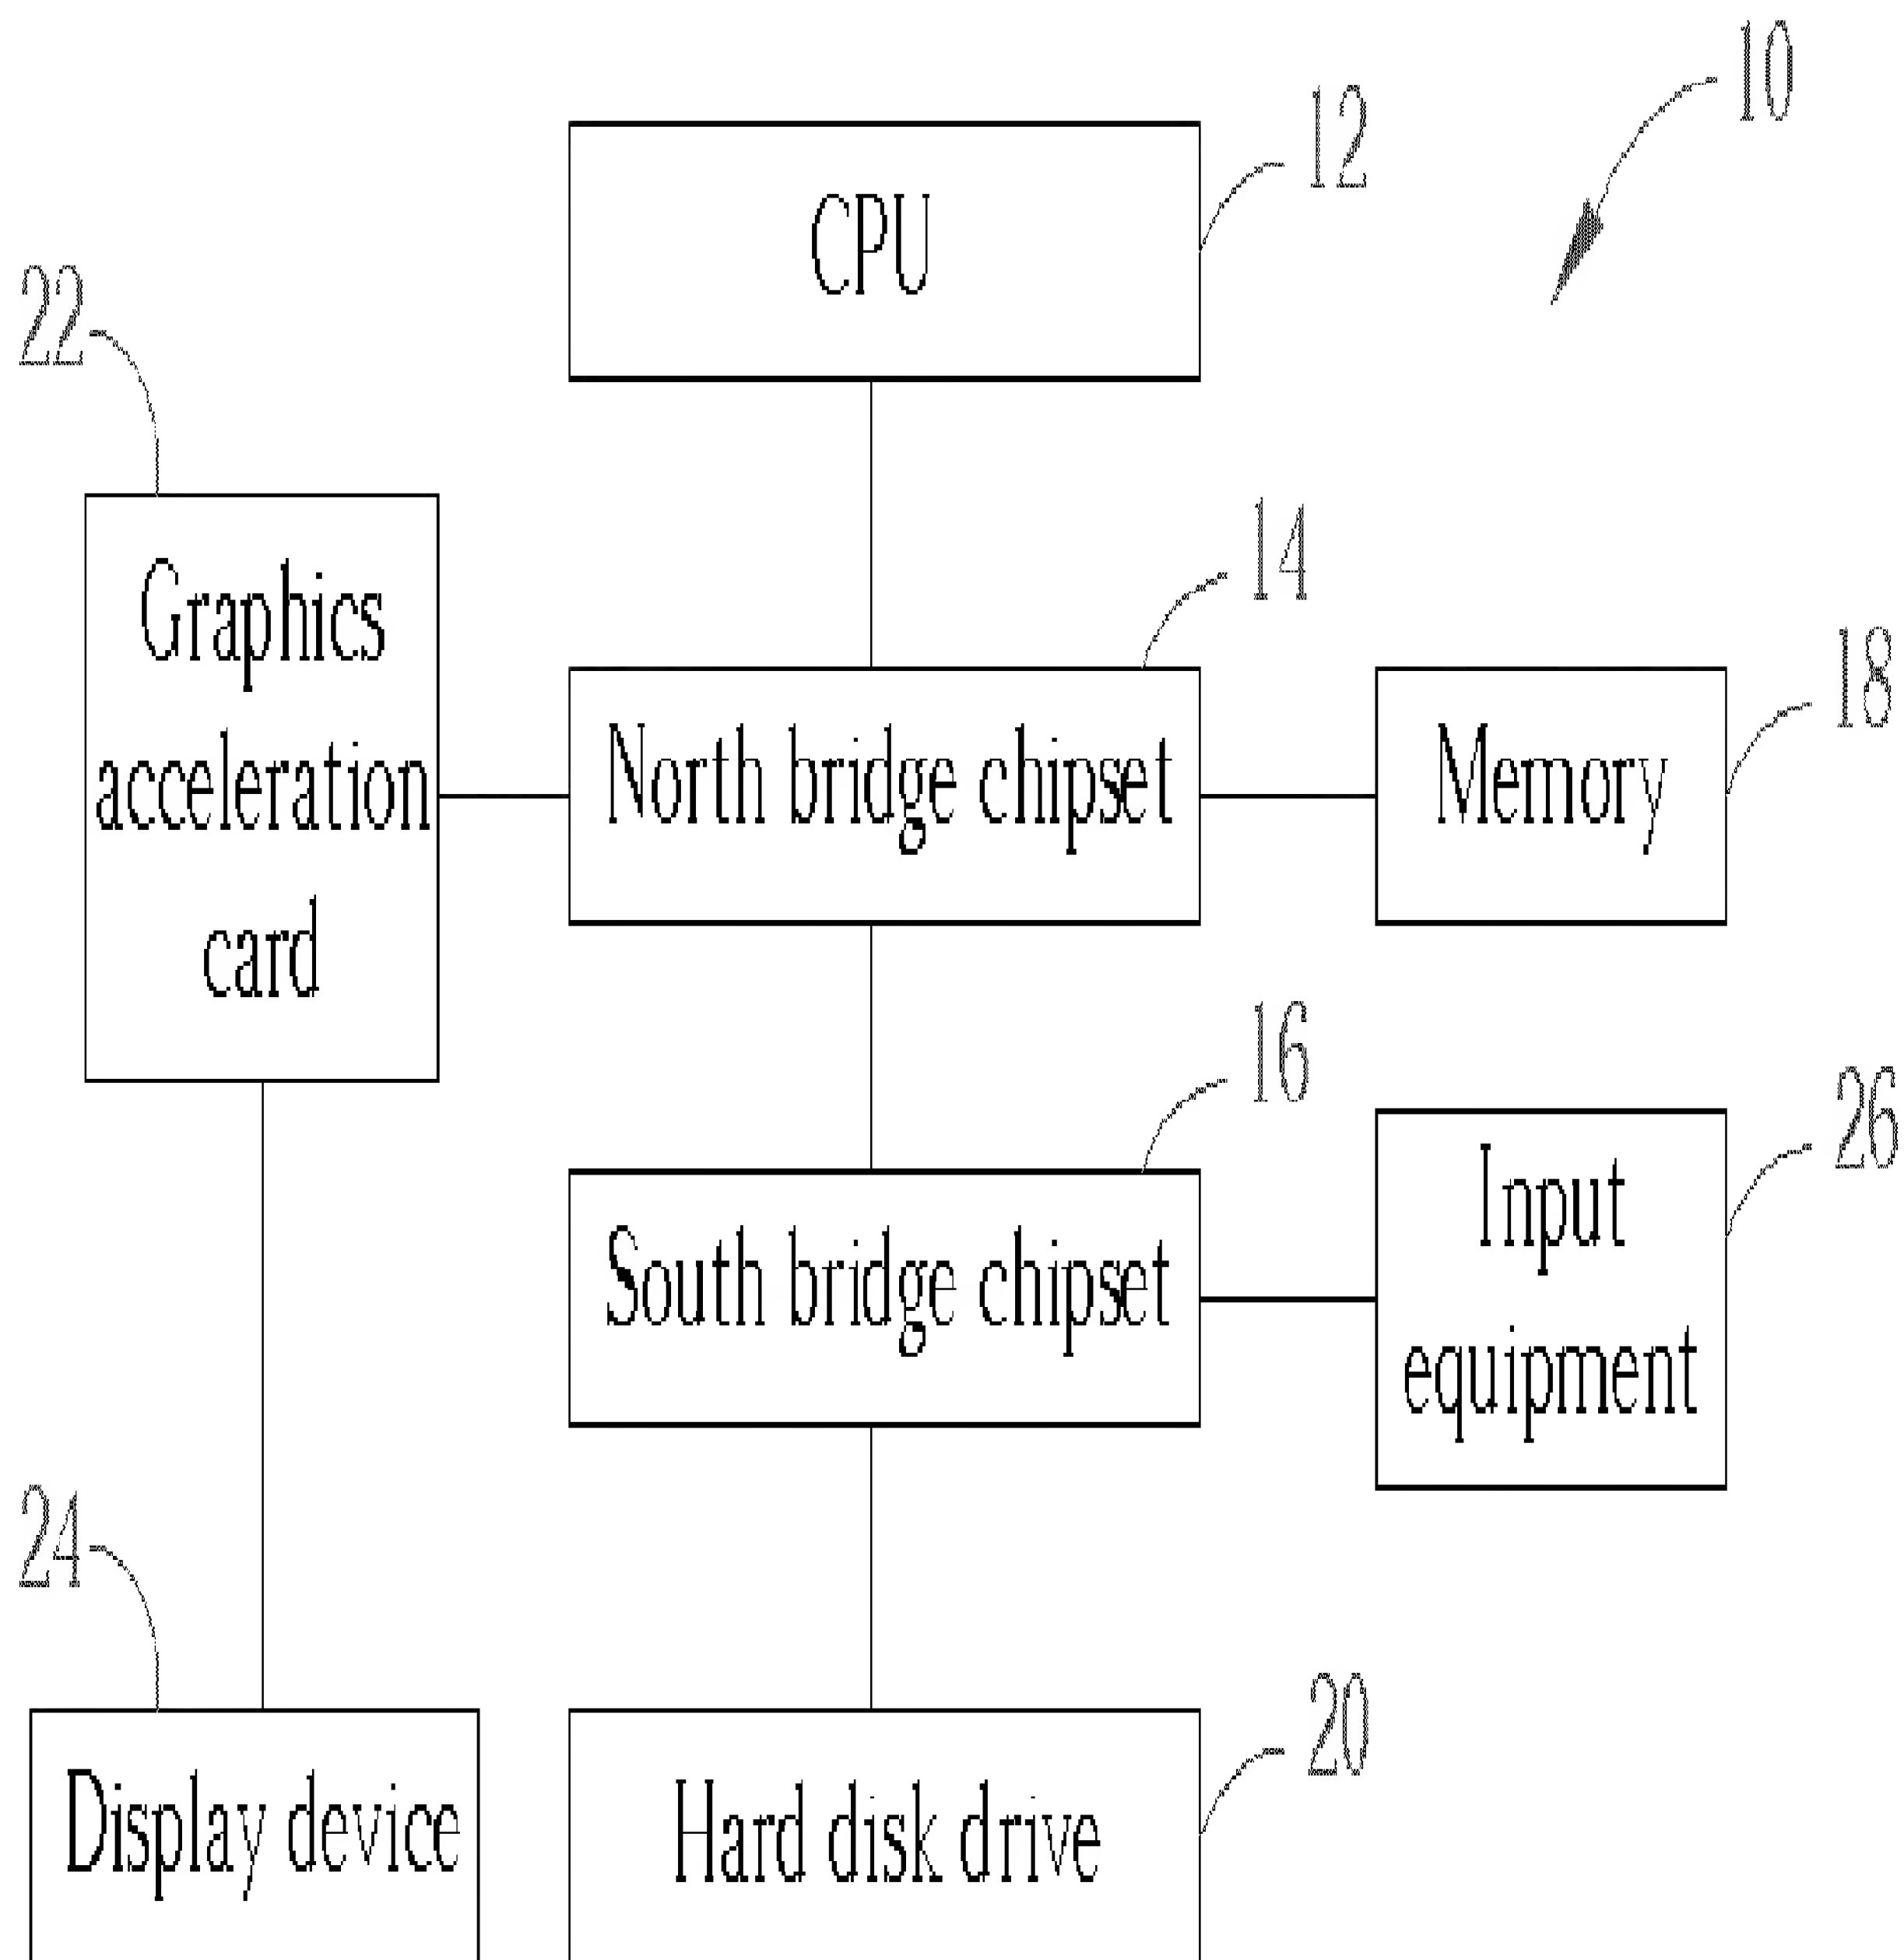 10
12
CPU
22
14
Graphics
acceleration
card
North bridge chipset
18
Memory
16
South bridge chipset
26
Input
equipment
24
Display device
20
Hard disk drive